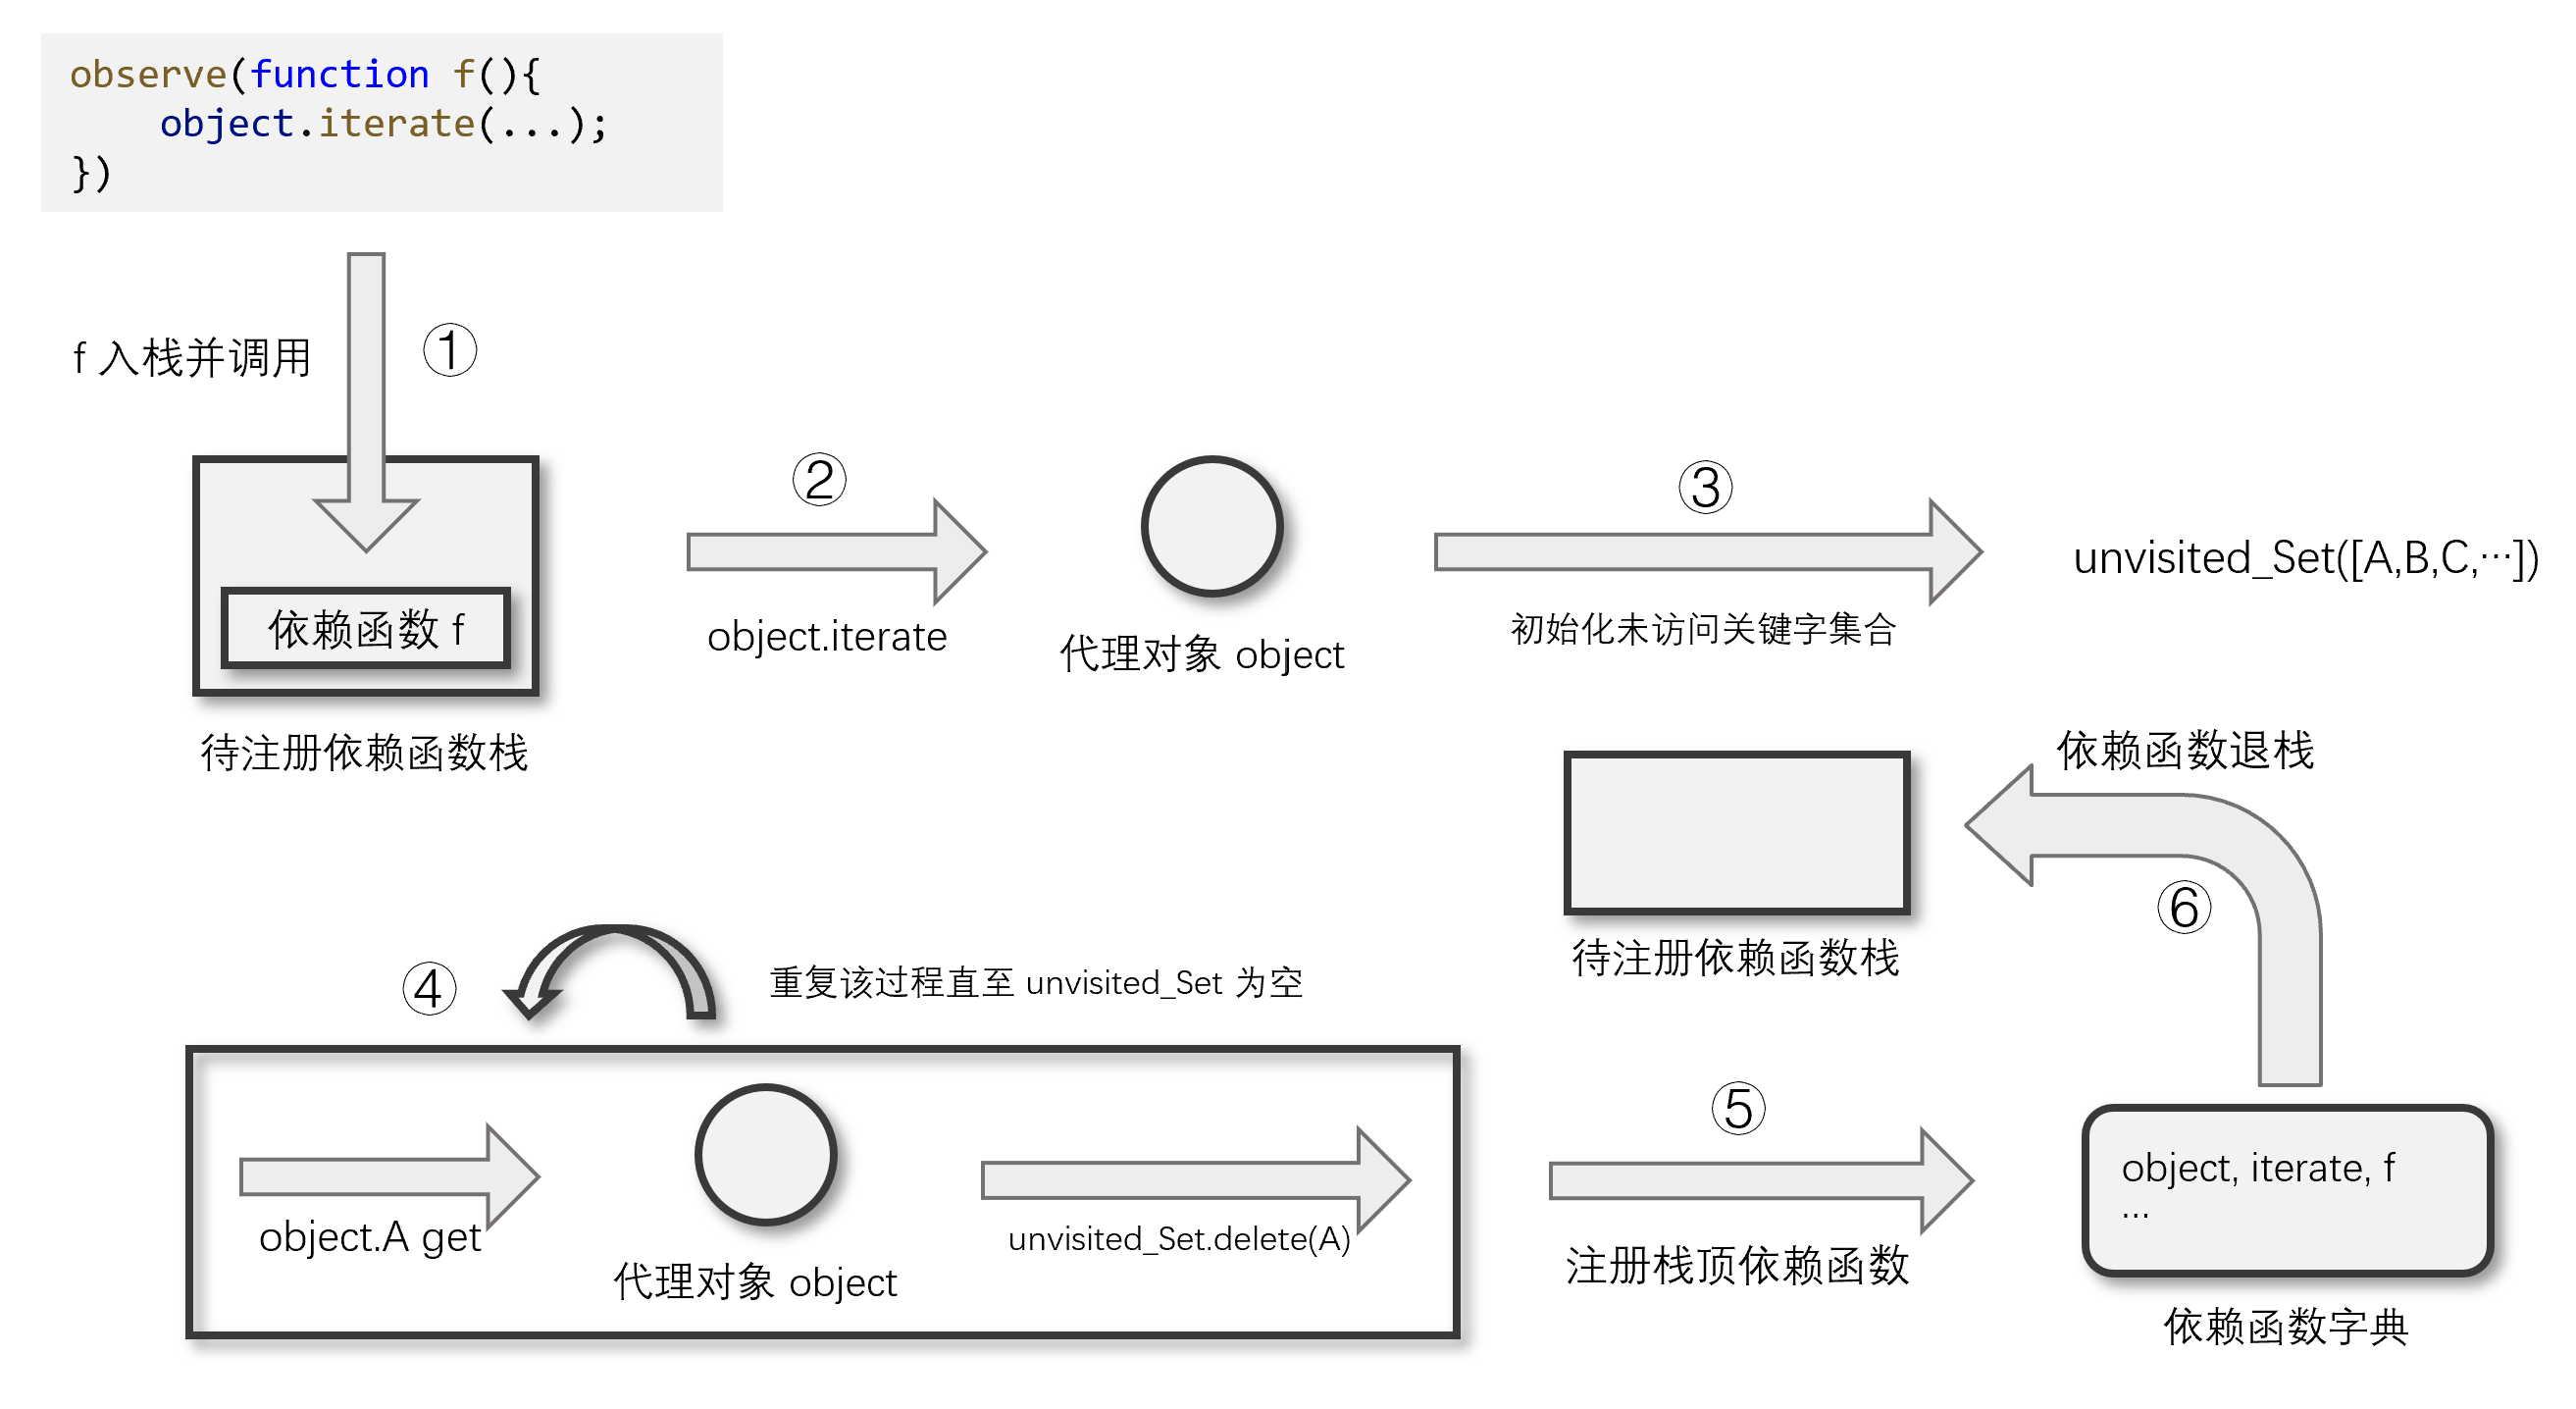 observe(function f(){
    object.iterate(...);
})
f 入栈并调用
①
依赖函数 f
待注册依赖函数栈
②
object.iterate
代理对象 object
③
初始化未访问关键字集合
unvisited_Set([A,B,C,···])
④
重复该过程直至 unvisited_Set 为空
object.A get
代理对象 object
unvisited_Set.delete(A)
⑤
注册栈顶依赖函数
object, iterate, f
...
依赖函数字典
⑥
依赖函数退栈
待注册依赖函数栈